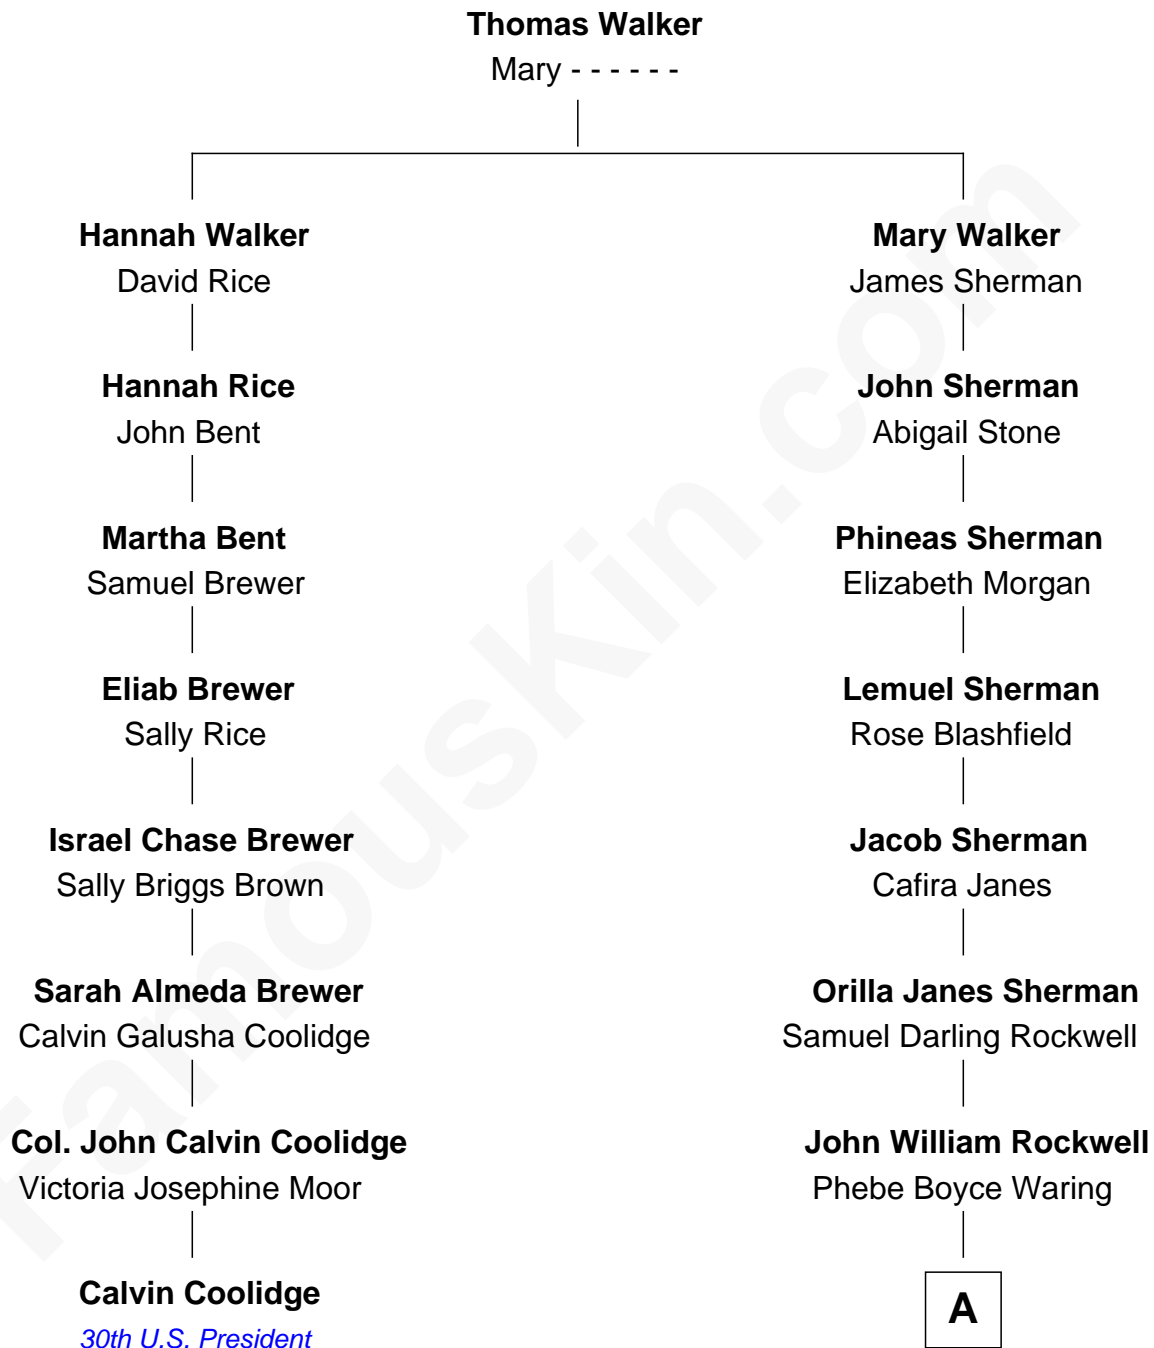 Thomas Walker
Mary - - - - - -
Hannah Walker
David Rice
Mary Walker
James Sherman
Hannah Rice
John Bent
John Sherman
Abigail Stone
Martha Bent
Samuel Brewer
Phineas Sherman
Elizabeth Morgan
Eliab Brewer
Sally Rice
Lemuel Sherman
Rose Blashfield
Israel Chase Brewer
Sally Briggs Brown
Jacob Sherman
Cafira Janes
Sarah Almeda Brewer
Calvin Galusha Coolidge
Orilla Janes Sherman
Samuel Darling Rockwell
Col. John Calvin Coolidge
Victoria Josephine Moor
John William Rockwell
Phebe Boyce Waring
Calvin Coolidge
30th U.S. President
A
FamousKin.com